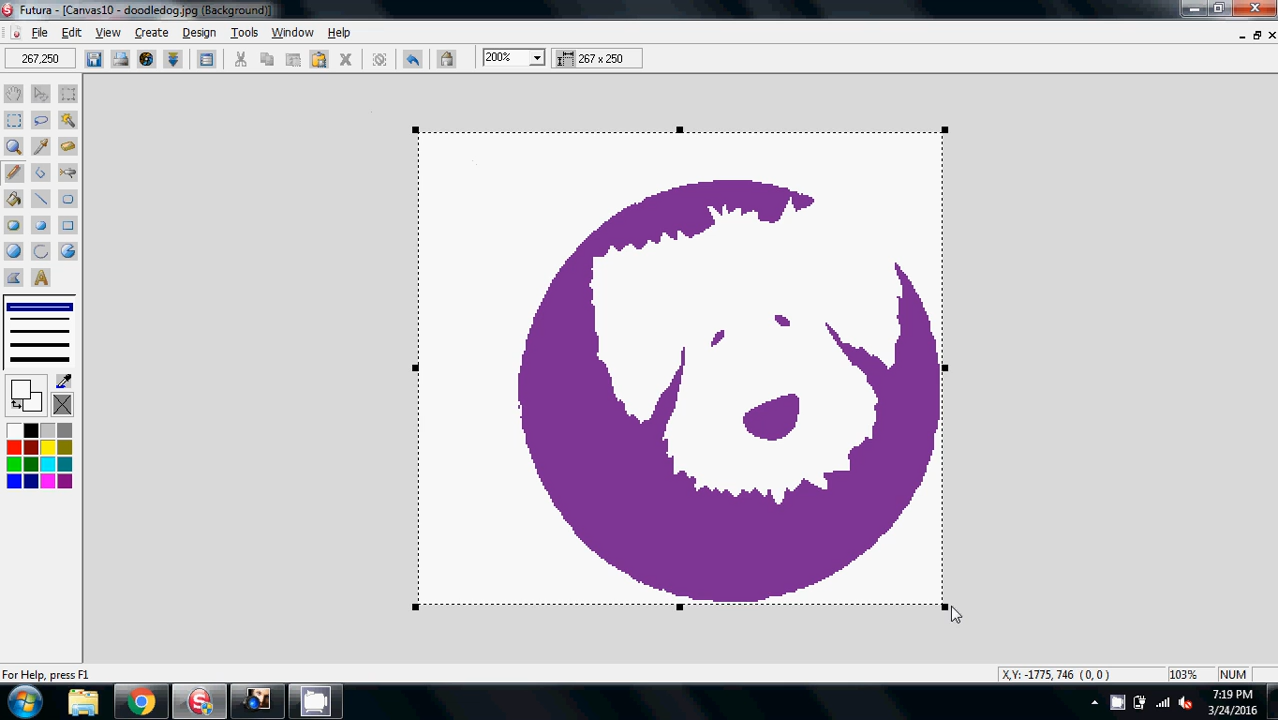 Futura - [Canvas10 - doodledog.jpg (Background)]
File Edit View Create Design Tools Window Help
267,250 200% 267 x 250
A
For Help, press F1 X,Y: -1775, 746 ( 0, 0 ) 103% NUM
7:19 PM
3/24/2016